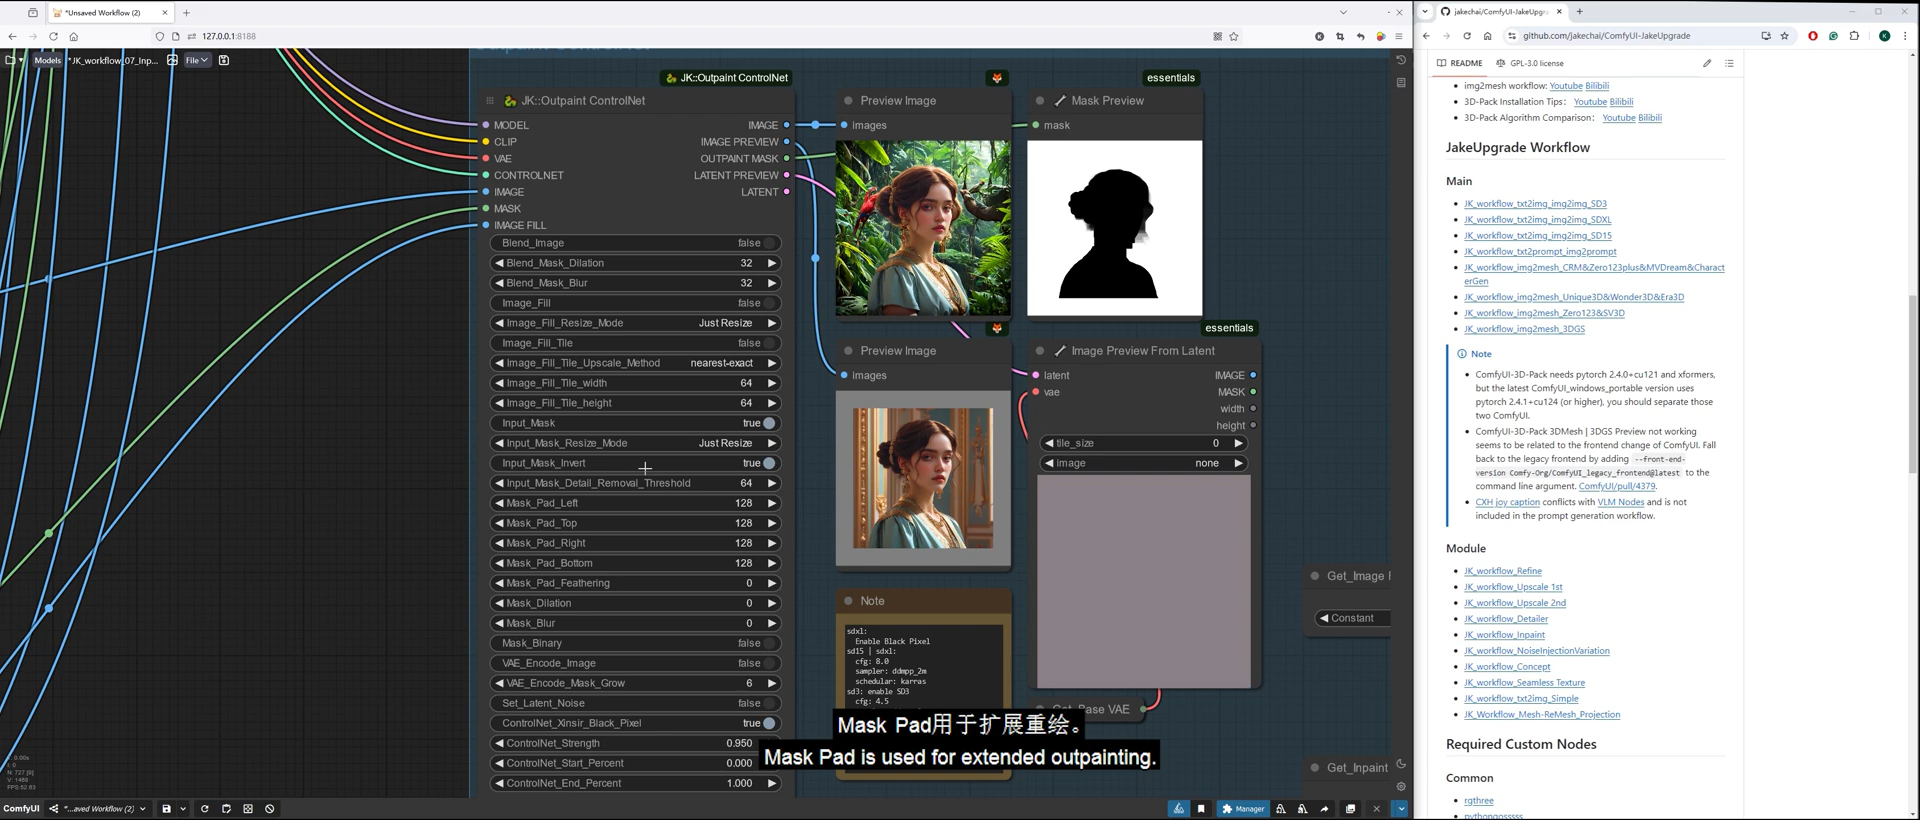 *Unsaved Workflow (2)
127.0.0.1:8188
Models
*JK_workflow_07_Inp...
File
JK::Outpaint ControlNet
JK::Outpaint ControlNet
MODEL
CLIP
VAE
CONTROLNET
IMAGE
MASK
IMAGE FILL
IMAGE
IMAGE PREVIEW
OUTPAINT MASK
LATENT PREVIEW
LATENT
Blend_Image false
Blend_Mask_Dilation 32
Blend_Mask_Blur 32
Image_Fill false
Image_Fill_Resize_Mode Just Resize
Image_Fill_Tile false
Image_Fill_Tile_Upscale_Method nearest-exact
Image_Fill_Tile_width 64
Image_Fill_Tile_height 64
Input_Mask true
Input_Mask_Resize_Mode Just Resize
Input_Mask_Invert true
Input_Mask_Detail_Removal_Threshold 64
Mask_Pad_Left 128
Mask_Pad_Top 128
Mask_Pad_Right 128
Mask_Pad_Bottom 128
Mask_Pad_Feathering 0
Mask_Dilation 0
Mask_Blur 0
Mask_Binary false
VAE_Encode_Image false
VAE_Encode_Mask_Grow 6
Set_Latent_Noise false
ControlNet_Xinsir_Black_Pixel true
ControlNet_Strength 0.950
ControlNet_Start_Percent 0.000
ControlNet_End_Percent 1.000
Preview Image
images
essentials
Mask Preview
mask
Preview Image
images
essentials
Image Preview From Latent
latent
vae
IMAGE
MASK
width
height
tile_size 0
image none
Note
sdxl:
Enable Black Pixel
sd15 | sdxl:
cfg: 8.0
sampler: ddmpp_2m
schedular: karras
sd3: enable SD3
cfg: 4.5
Get_Base VAE
Get_Image
Constant
Get_Inpaint
Mask Pad用于扩展重绘。
Mask Pad is used for extended outpainting.
ComfyUI
*...aved Workflow (2)
Manager
jakechai/ComfyUI-JakeUpgr
github.com/jakechai/ComfyUI-JakeUpgrade
README
GPL-3.0 license
img2mesh workflow: Youtube Bilibili
3D-Pack Installation Tips: Youtube Bilibili
3D-Pack Algorithm Comparison: Youtube Bilibili
JakeUpgrade Workflow
Main
JK_workflow_txt2img_img2img_SD3
JK_workflow_txt2img_img2img_SDXL
JK_workflow_txt2img_img2img_SD15
JK_workflow_txt2prompt_img2prompt
JK_workflow_img2mesh_CRM&Zero123plus&MVDream&Charact
erGen
JK_workflow_img2mesh_Unique3D&Wonder3D&Era3D
JK_workflow_img2mesh_Zero123&SV3D
JK_workflow_img2mesh_3DGS
Note
ComfyUI-3D-Pack needs pytorch 2.4.0+cu121 and xformers,
but the latest ComfyUI_windows_portable version uses
pytorch 2.4.1+cu124 (or higher), you should separate those
two ComfyUI.
ComfyUI-3D-Pack 3DMesh | 3DGS Preview not working
seems to be related to the frontend change of ComfyUI. Fall
back to the legacy frontend by adding --front-end-
version Comfy-Org/ComfyUI_legacy_frontend@latest to the
command line argument. ComfyUI/pull/4379.
CXH joy caption conflicts with VLM Nodes and is not
included in the prompt generation workflow.
Module
JK_workflow_Refine
JK_workflow_Upscale 1st
JK_workflow_Upscale 2nd
JK_workflow_Detailer
JK_workflow_Inpaint
JK_workflow_NoiseInjectionVariation
JK_workflow_Concept
JK_workflow_Seamless Texture
JK_workflow_txt2img_Simple
JK_Workflow_Mesh-ReMesh_Projection
Required Custom Nodes
Common
rgthree
pythongosssss